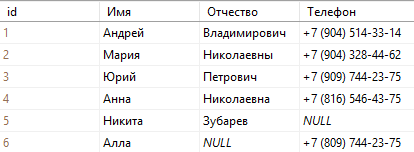 id Имя Отчество Телефон
1 Андрей Владимирович +7 (904) 514-33-14
2 Мария Николаевны +7 (904) 328-44-62
3 Юрий Петрович +7 (909) 744-23-75
4 Анна Николаевна +7 (816) 546-43-75
5 Никита Зубарев NULL
6 Алла NULL +7 (809) 744-23-75